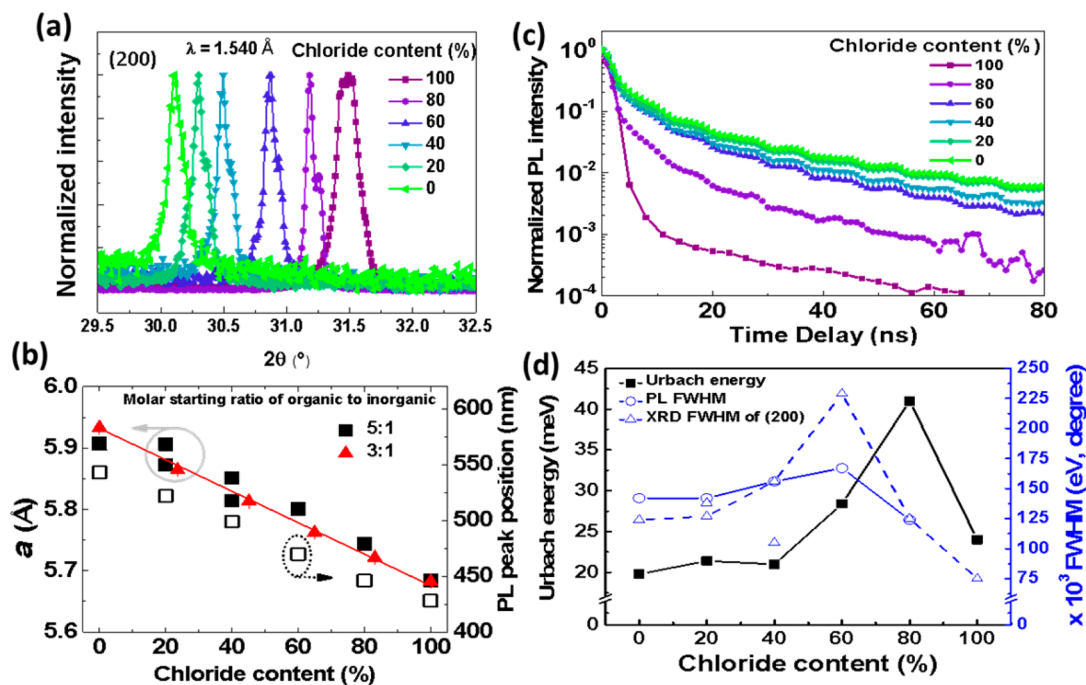 (a)
(200)
λ = 1.540 Å
Chloride content (%)
100
80
60
40
20
0
Normalized intensity
29.5 30.0 30.5 31.0 31.5 32.0 32.5
2θ (º)
(c)
Chloride content (%)
100
80
60
40
20
0
Normalized PL intensity
10^0
10^-1
10^-2
10^-3
10^-4
0 20 40 60 80
Time Delay (ns)
(b)
Molar starting ratio of organic to inorganic
5:1
3:1
a (Å)
6.0
5.9
5.8
5.7
5.6
PL peak position (nm)
600
550
500
450
400
0 20 40 60 80 100
Chloride content (%)
(d)
Urbach energy
PL FWHM
XRD FWHM of (200)
Urbach energy (meV)
45
40
35
30
25
20
0
x 10^3 FWHM (eV, degree)
250
225
200
175
150
125
100
75
0
0 20 40 60 80 100
Chloride content (%)